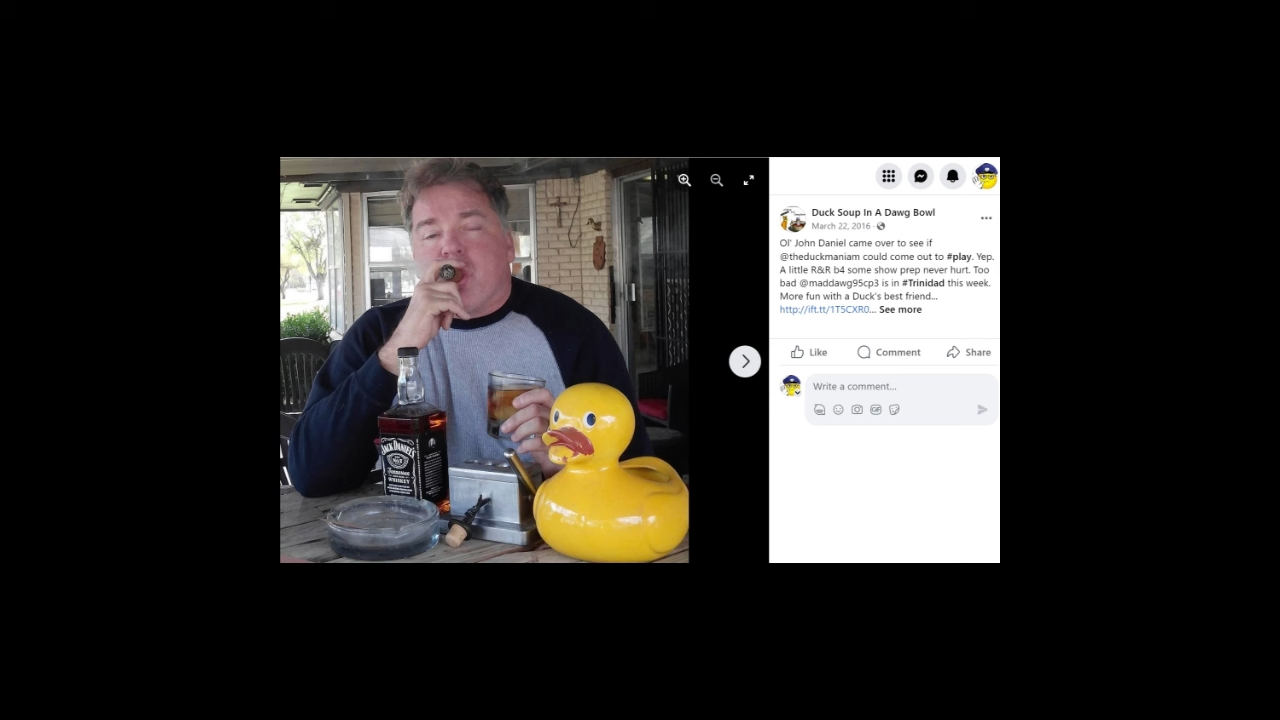 Duck Soup In A Dawg Bowl
March 22, 2016
Ol' John Daniel came over to see if
@theduckmaniam could come out to #play. Yep.
A little R&R b4 some show prep never hurt. Too
bad @maddawg95cp3 is in #Trinidad this week.
More fun with a Duck's best friend...
http://ift.tt/1T5CXR0... See more
Like Comment Share
Write a comment...
GIF
JACK DANIEL'S
Tennessee
WHISKEY